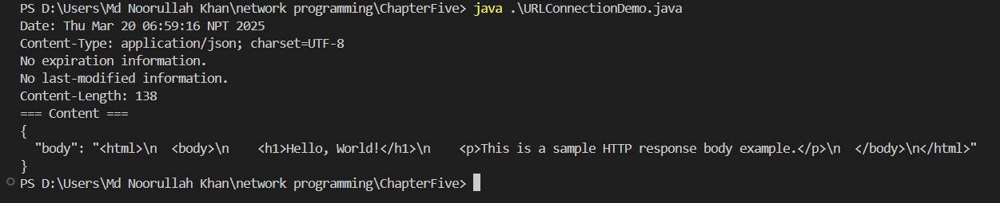 PS D:\Users\Md Noorullah Khan\network programming\ChapterFive> java .\URLConnectionDemo.java
Date: Thu Mar 20 06:59:16 NPT 2025
Content-Type: application/json; charset=UTF-8
No expiration information.
No last-modified information.
Content-Length: 138
=== Content ===
{
  "body": "<html>\n  <body>\n    <h1>Hello, World!</h1>\n    <p>This is a sample HTTP response body example.</p>\n  </body>\n</html>"
}
PS D:\Users\Md Noorullah Khan\network programming\ChapterFive>